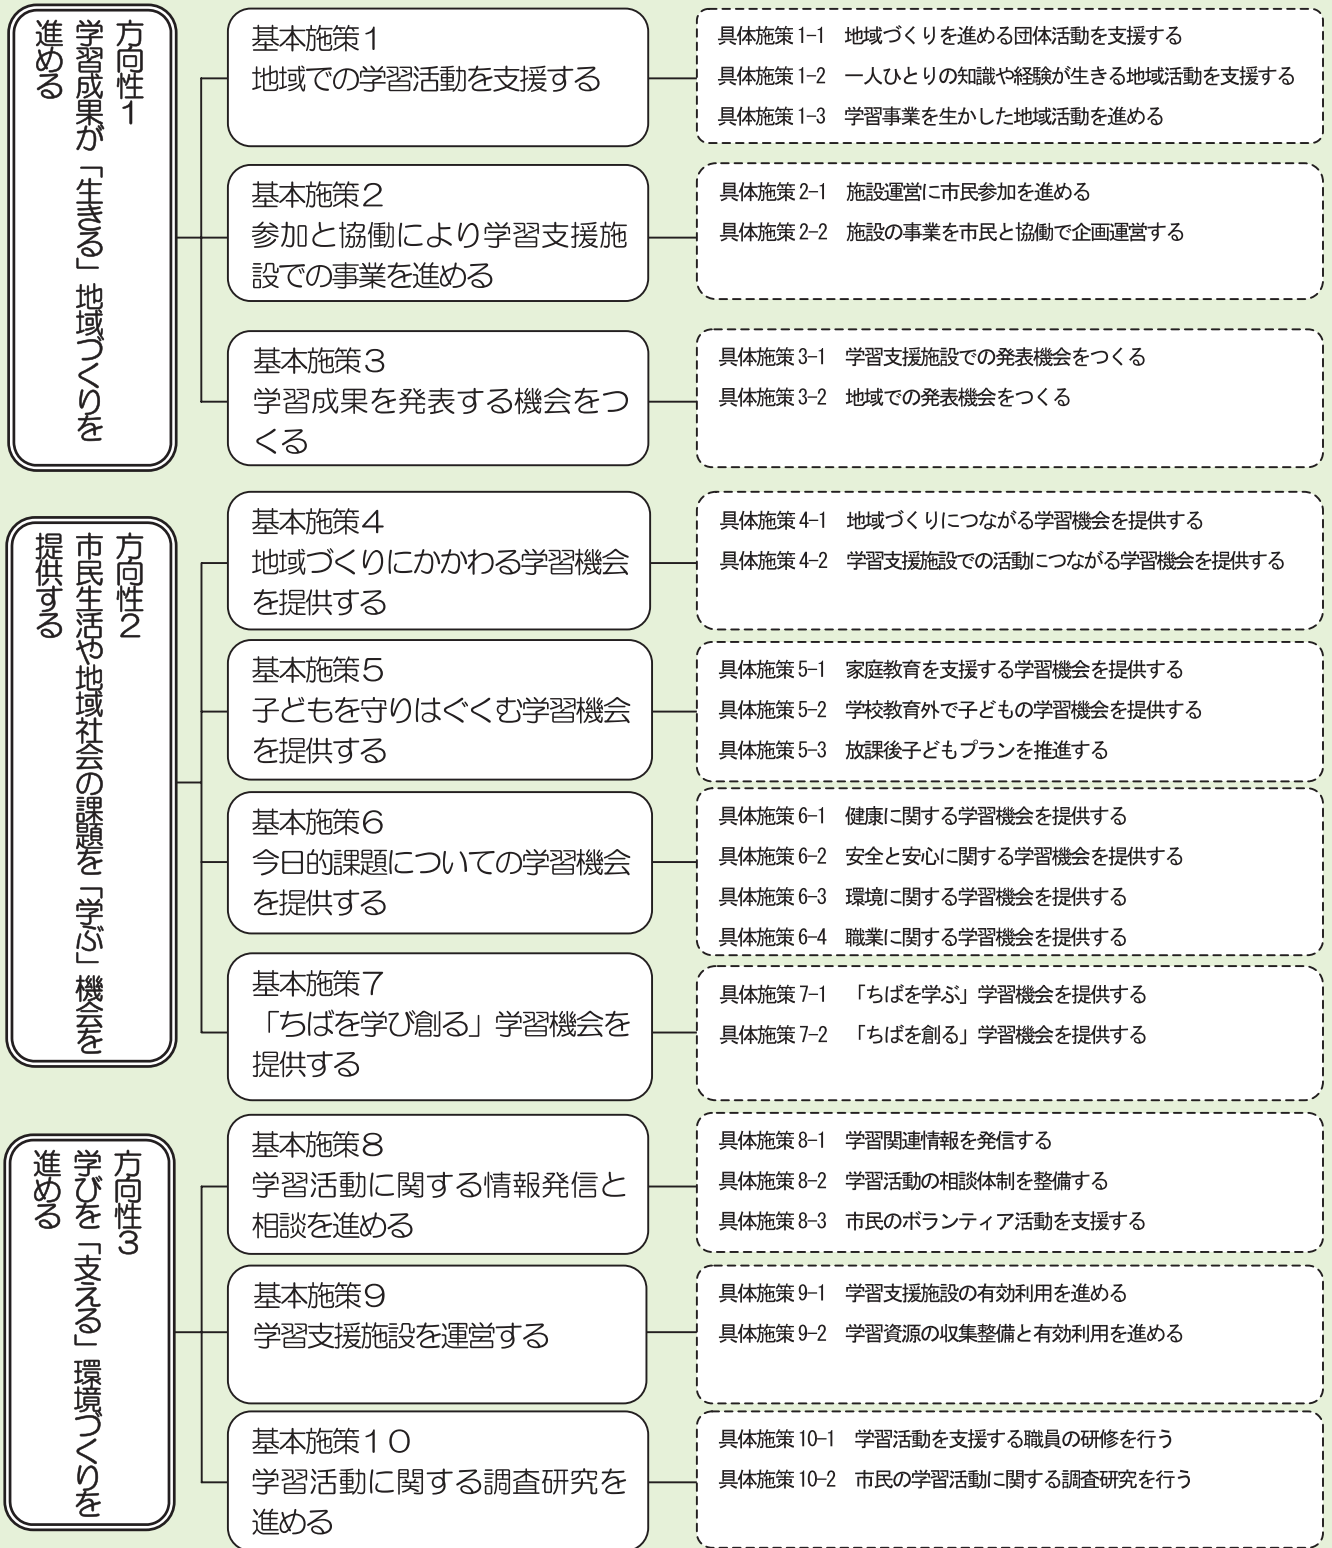 方向性１
学習成果が「生きる」地域づくりを
進める
基本施策１
地域での学習活動を支援する
具体施策 1-1　地域づくりを進める団体活動を支援する
具体施策 1-2　一人ひとりの知識や経験が生きる地域活動を支援する
具体施策 1-3　学習事業を生かした地域活動を進める
基本施策２
参加と協働により学習支援施
設での事業を進める
具体施策 2-1　施設運営に市民参加を進める
具体施策 2-2　施設の事業を市民と協働で企画運営する
基本施策３
学習成果を発表する機会をつ
くる
具体施策 3-1　学習支援施設での発表機会をつくる
具体施策 3-2　地域での発表機会をつくる
方向性２
市民生活や地域社会の課題を「学ぶ」機会を
提供する
基本施策４
地域づくりにかかわる学習機会
を提供する
具体施策 4-1　地域づくりにつながる学習機会を提供する
具体施策 4-2　学習支援施設での活動につながる学習機会を提供する
基本施策５
子どもを守りはぐくむ学習機会
を提供する
具体施策 5-1　家庭教育を支援する学習機会を提供する
具体施策 5-2　学校教育外で子どもの学習機会を提供する
具体施策 5-3　放課後子どもプランを推進する
基本施策６
今日的課題についての学習機会
を提供する
具体施策 6-1　健康に関する学習機会を提供する
具体施策 6-2　安全と安心に関する学習機会を提供する
具体施策 6-3　環境に関する学習機会を提供する
具体施策 6-4　職業に関する学習機会を提供する
基本施策７
「ちばを学び創る」学習機会を
提供する
具体施策 7-1　「ちばを学ぶ」学習機会を提供する
具体施策 7-2　「ちばを創る」学習機会を提供する
方向性３
学びを「支える」環境づくりを
進める
基本施策８
学習活動に関する情報発信と
相談を進める
具体施策 8-1　学習関連情報を発信する
具体施策 8-2　学習活動の相談体制を整備する
具体施策 8-3　市民のボランティア活動を支援する
基本施策９
学習支援施設を運営する
具体施策 9-1　学習支援施設の有効利用を進める
具体施策 9-2　学習資源の収集整備と有効利用を進める
基本施策１０
学習活動に関する調査研究を
進める
具体施策 10-1　学習活動を支援する職員の研修を行う
具体施策 10-2　市民の学習活動に関する調査研究を行う